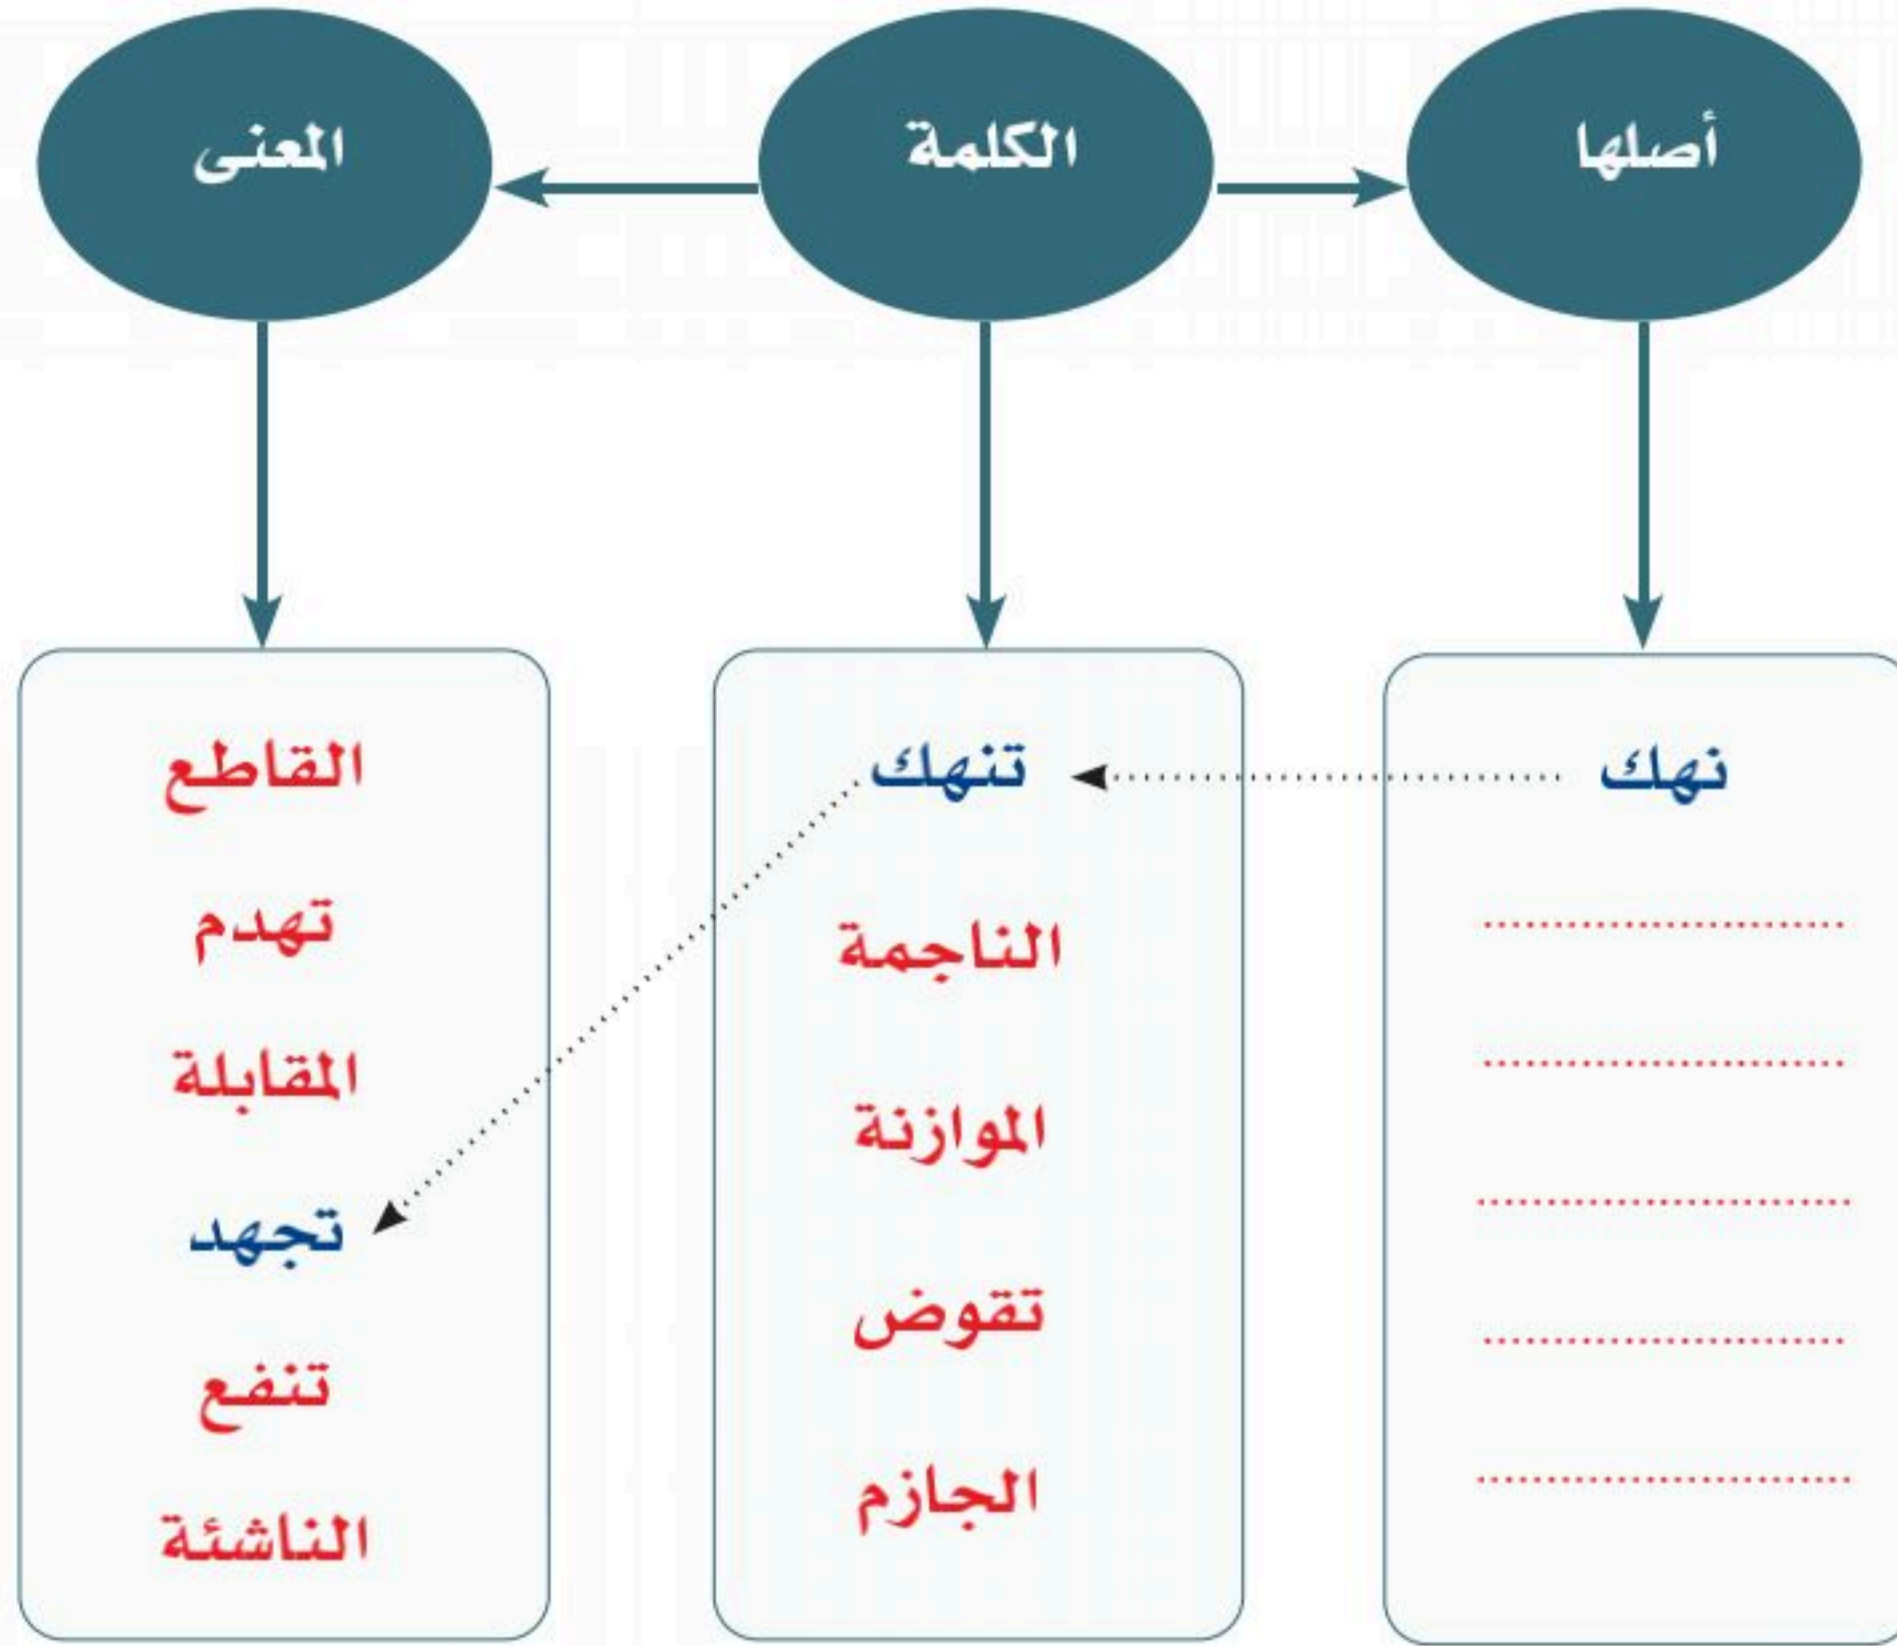 أصلها
الكلمة
المعنى
نهك
تنهك
الناجمة
الموازنة
تقوض
الجازم
القاطع
تهدم
المقابلة
تجهد
تنفع
الناشئة